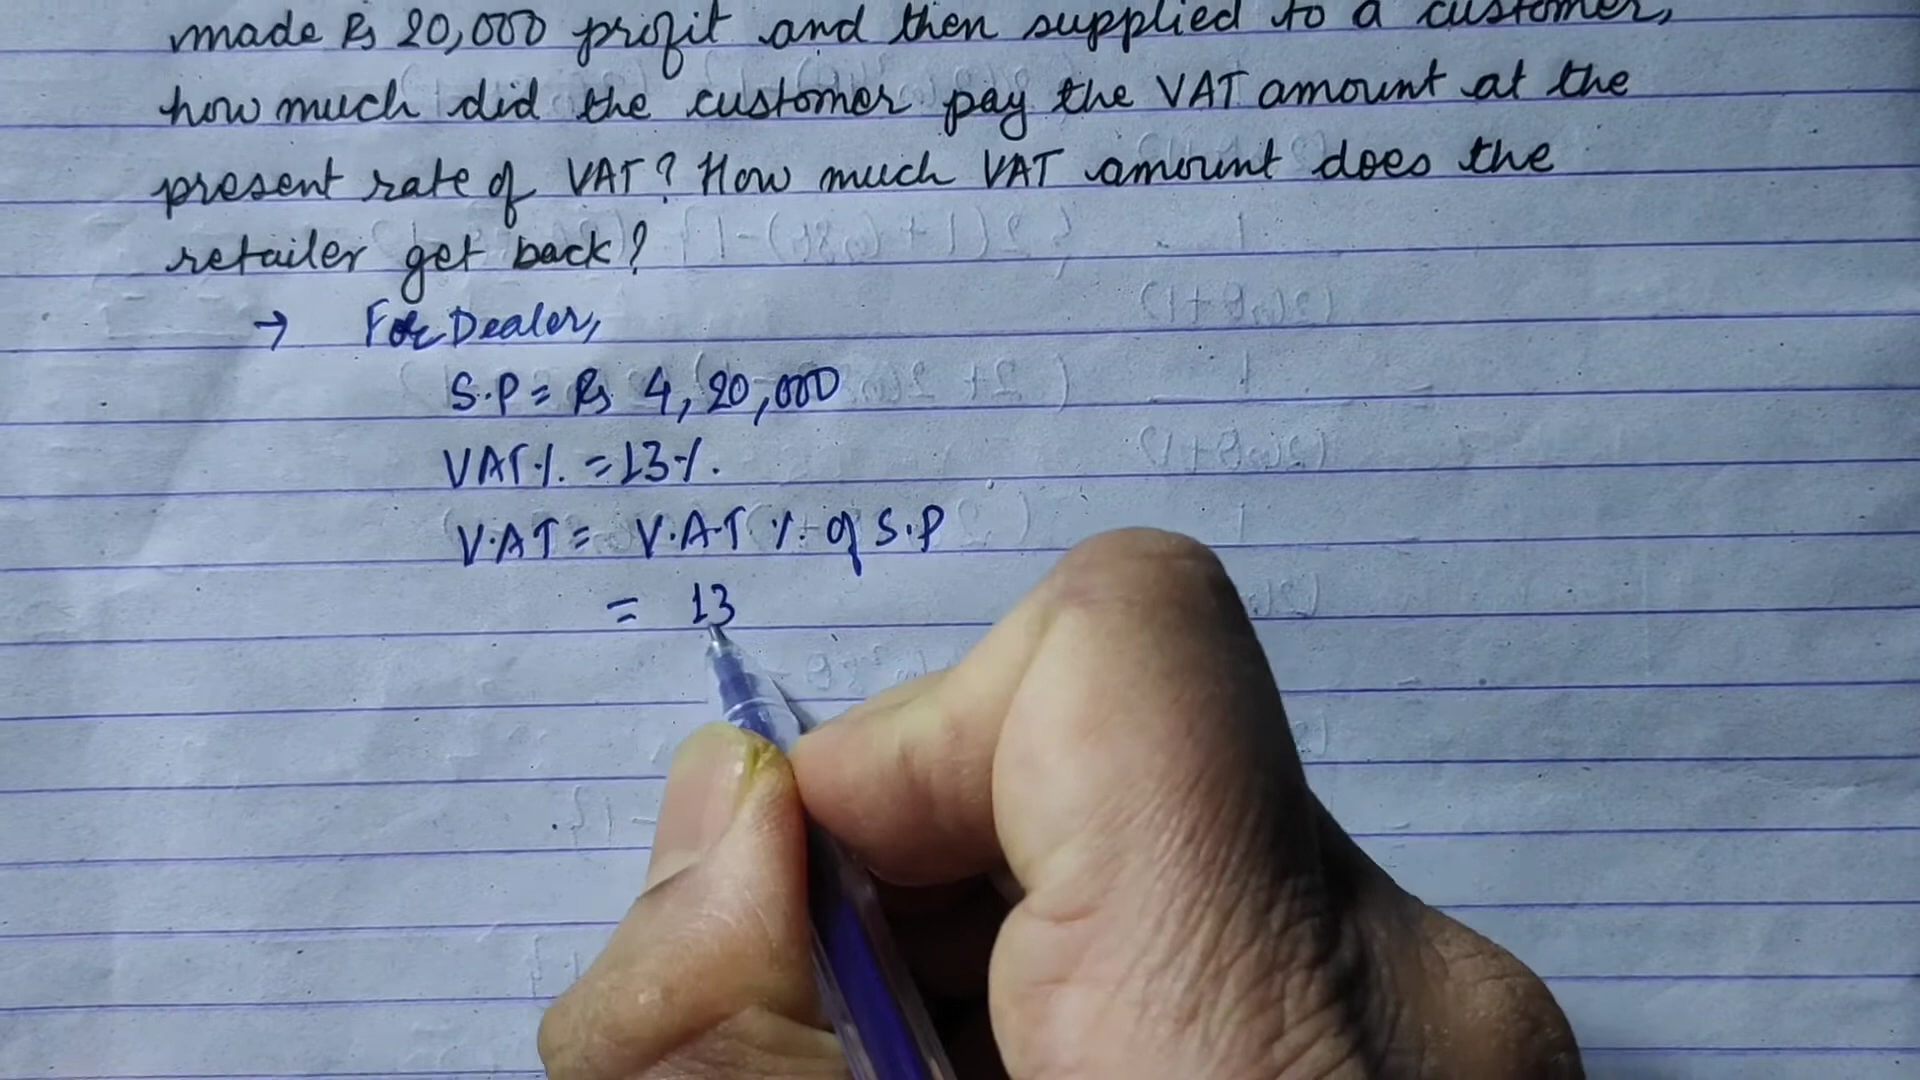 made Rs 20,000 profit and then supplied to a customer,
how much did the customer pay the VAT amount at the
present rate of VAT? How much VAT amount does the
retailer get back?
→ For Dealer,
S.P = Rs 4,20,000
VAT% = 13%.
V.AT = V.A.T % of S.P
= 13